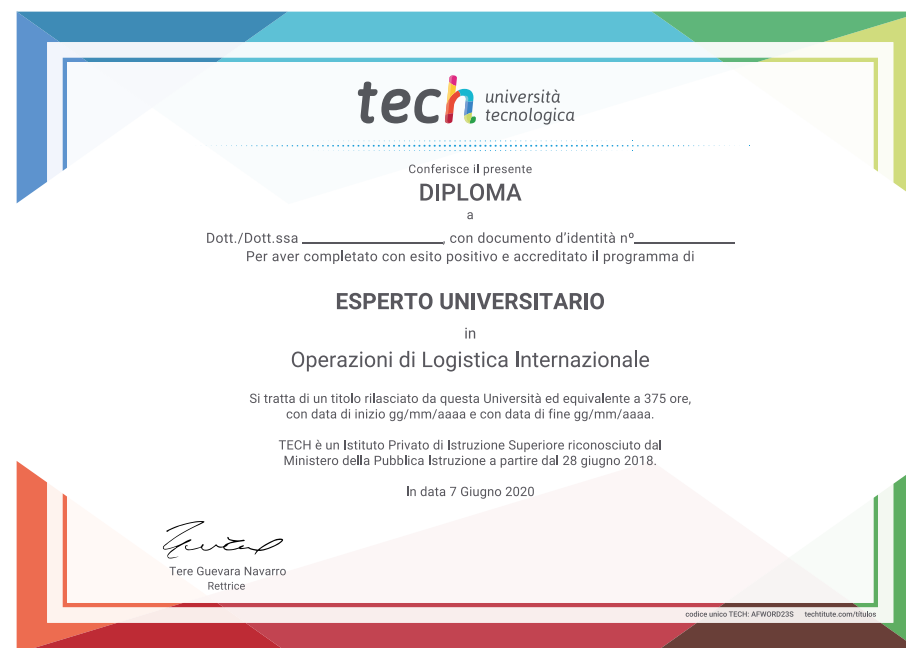 tech università
tecnologica
Conferisce il presente
DIPLOMA
a
Dott./Dott.ssa ____________________, con documento d'identità nº______________
Per aver completato con esito positivo e accreditato il programma di
ESPERTO UNIVERSITARIO
in
Operazioni di Logistica Internazionale
Si tratta di un titolo rilasciato da questa Università ed equivalente a 375 ore,
con data di inizio gg/mm/aaaa e con data di fine gg/mm/aaaa.
TECH è un Istituto Privato di Istruzione Superiore riconosciuto dal
Ministero della Pubblica Istruzione a partire dal 28 giugno 2018.
In data 7 Giugno 2020
Tere Guevara Navarro
Rettrice
codice unico TECH: AFWORD23S techtitute.com/títulos